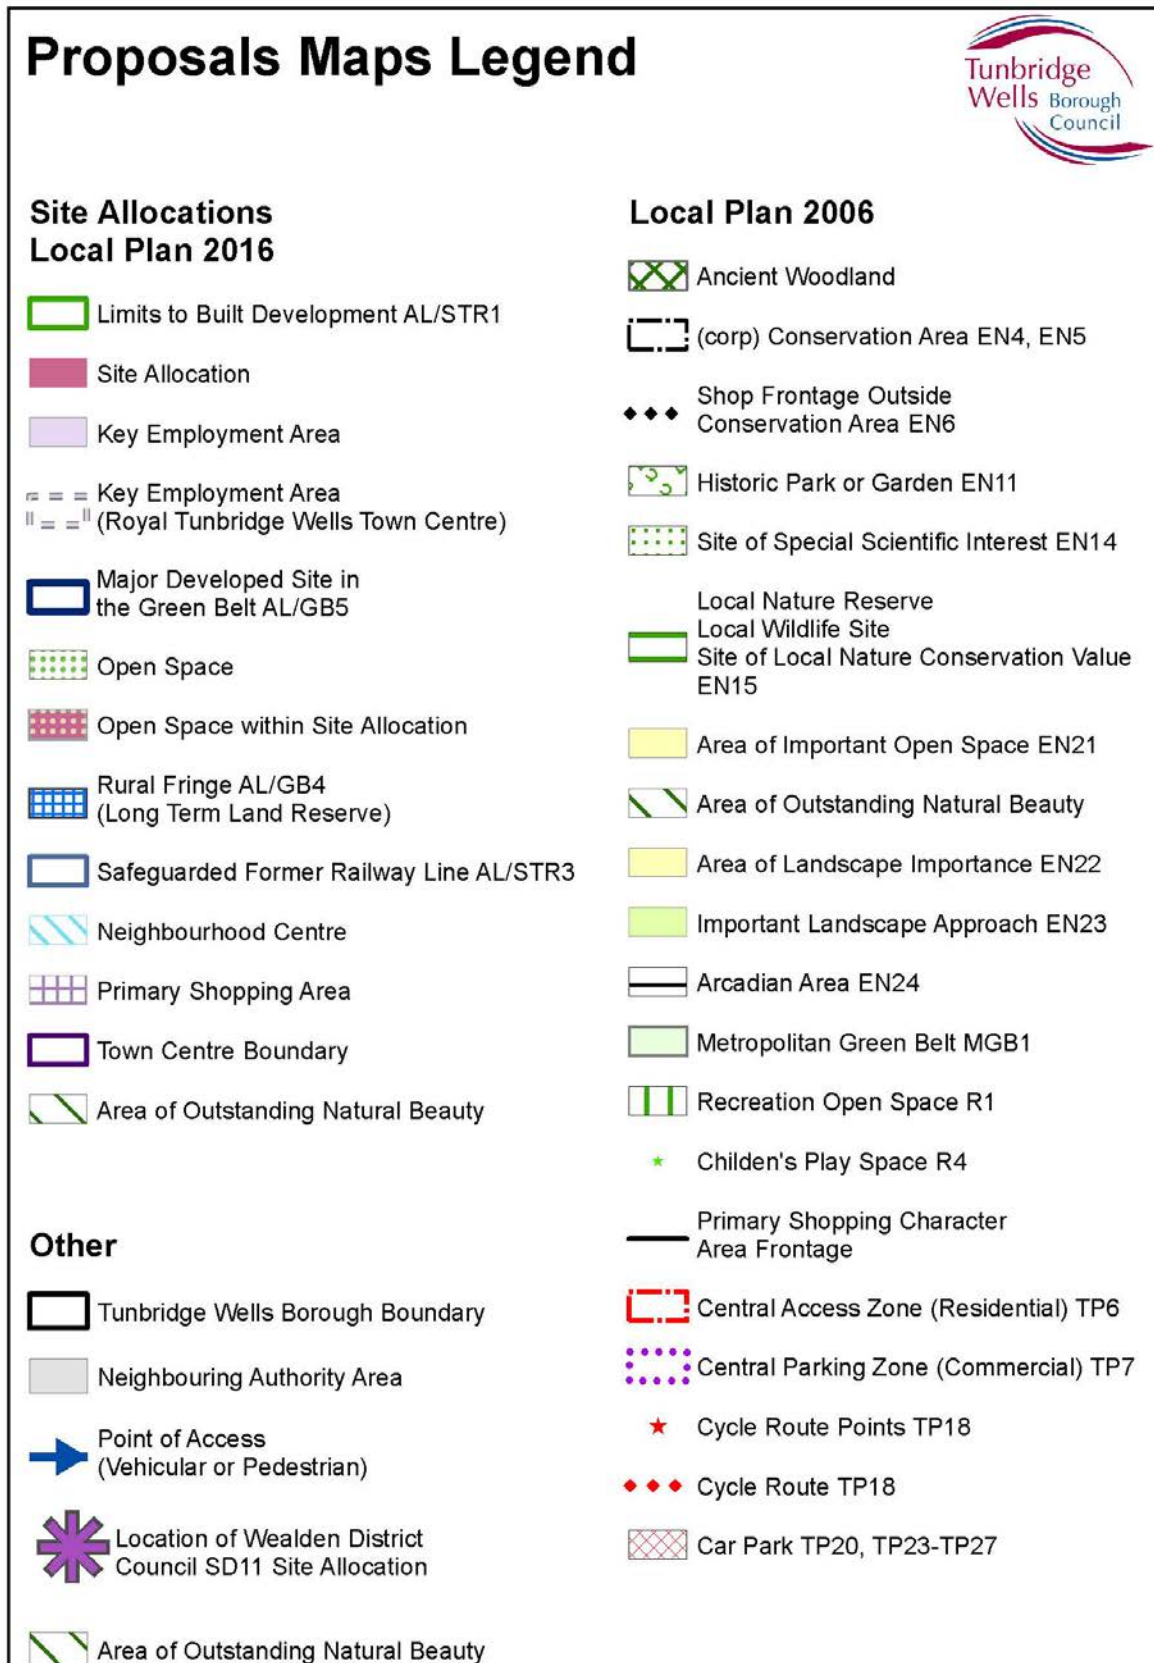 Proposals Maps Legend
Tunbridge
Wells Borough
Council
Site Allocations
Local Plan 2016
Limits to Built Development AL/STR1
Site Allocation
Key Employment Area
Key Employment Area
(Royal Tunbridge Wells Town Centre)
Major Developed Site in
the Green Belt AL/GB5
Open Space
Open Space within Site Allocation
Rural Fringe AL/GB4
(Long Term Land Reserve)
Safeguarded Former Railway Line AL/STR3
Neighbourhood Centre
Primary Shopping Area
Town Centre Boundary
Area of Outstanding Natural Beauty
Other
Tunbridge Wells Borough Boundary
Neighbouring Authority Area
Point of Access
(Vehicular or Pedestrian)
Location of Wealden District
Council SD11 Site Allocation
Area of Outstanding Natural Beauty
Local Plan 2006
Ancient Woodland
(corp) Conservation Area EN4, EN5
Shop Frontage Outside
Conservation Area EN6
Historic Park or Garden EN11
Site of Special Scientific Interest EN14
Local Nature Reserve
Local Wildlife Site
Site of Local Nature Conservation Value
EN15
Area of Important Open Space EN21
Area of Outstanding Natural Beauty
Area of Landscape Importance EN22
Important Landscape Approach EN23
Arcadian Area EN24
Metropolitan Green Belt MGB1
Recreation Open Space R1
Childen's Play Space R4
Primary Shopping Character
Area Frontage
Central Access Zone (Residential) TP6
Central Parking Zone (Commercial) TP7
Cycle Route Points TP18
Cycle Route TP18
Car Park TP20, TP23-TP27